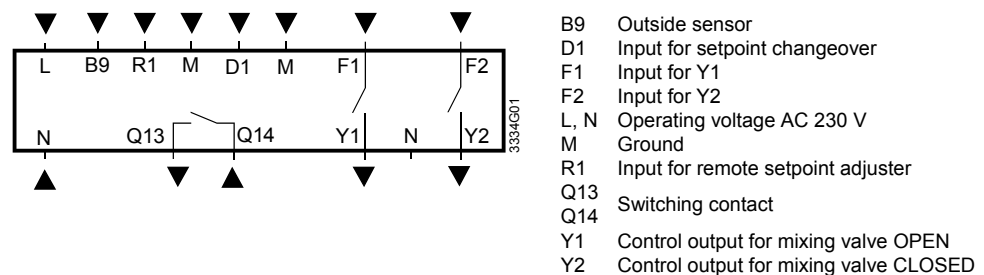 L B9 R1 M D1 M F1 F2
N Q13 Q14 Y1 N Y2
3334G01
B9 Outside sensor
D1 Input for setpoint changeover
F1 Input for Y1
F2 Input for Y2
L, N Operating voltage AC 230 V
M Ground
R1 Input for remote setpoint adjuster
Q13
Q14 Switching contact
Y1 Control output for mixing valve OPEN
Y2 Control output for mixing valve CLOSED